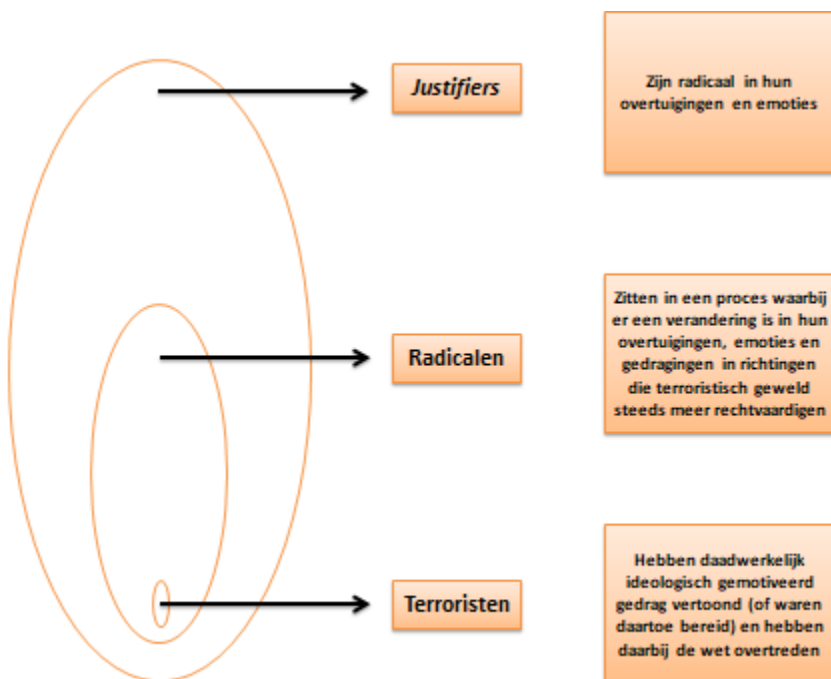 Justifiers
Zijn radicaal in hun
overtuigingen en emoties
Radicalen
Zitten in een proces waarbij
er een verandering is in hun
overtuigingen, emoties en
gedragingen in richtingen
die terroristisch geweld
steeds meer rechtvaardigen
Terroristen
Hebben daadwerkelijk
ideologisch gemotiveerd
gedrag vertoond (of waren
daartoe bereid) en hebben
daarbij de wet overtreden